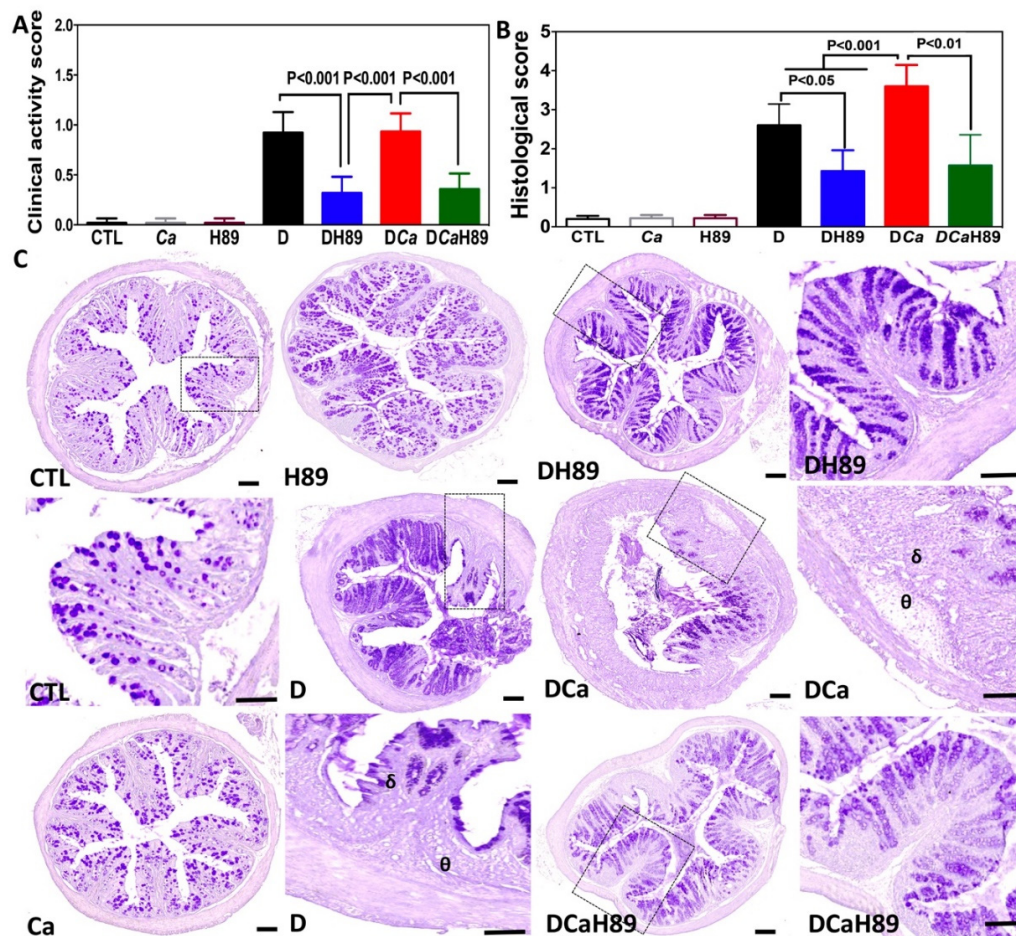 A
Clinical activity score
2.0
1.5
1.0
0.5
0.0
P<0.001 P<0.001 P<0.001
CTL Ca H89 D DH89 DCa DCaH89
B
Histological score
5
4
3
2
1
0
P<0.001 P<0.01
P<0.05
CTL Ca H89 D DH89 DCa DCaH89
C
CTL H89 DH89 DH89
δ
θ
CTL D DCa DCa
δ
θ
Ca D DCaH89 DCaH89